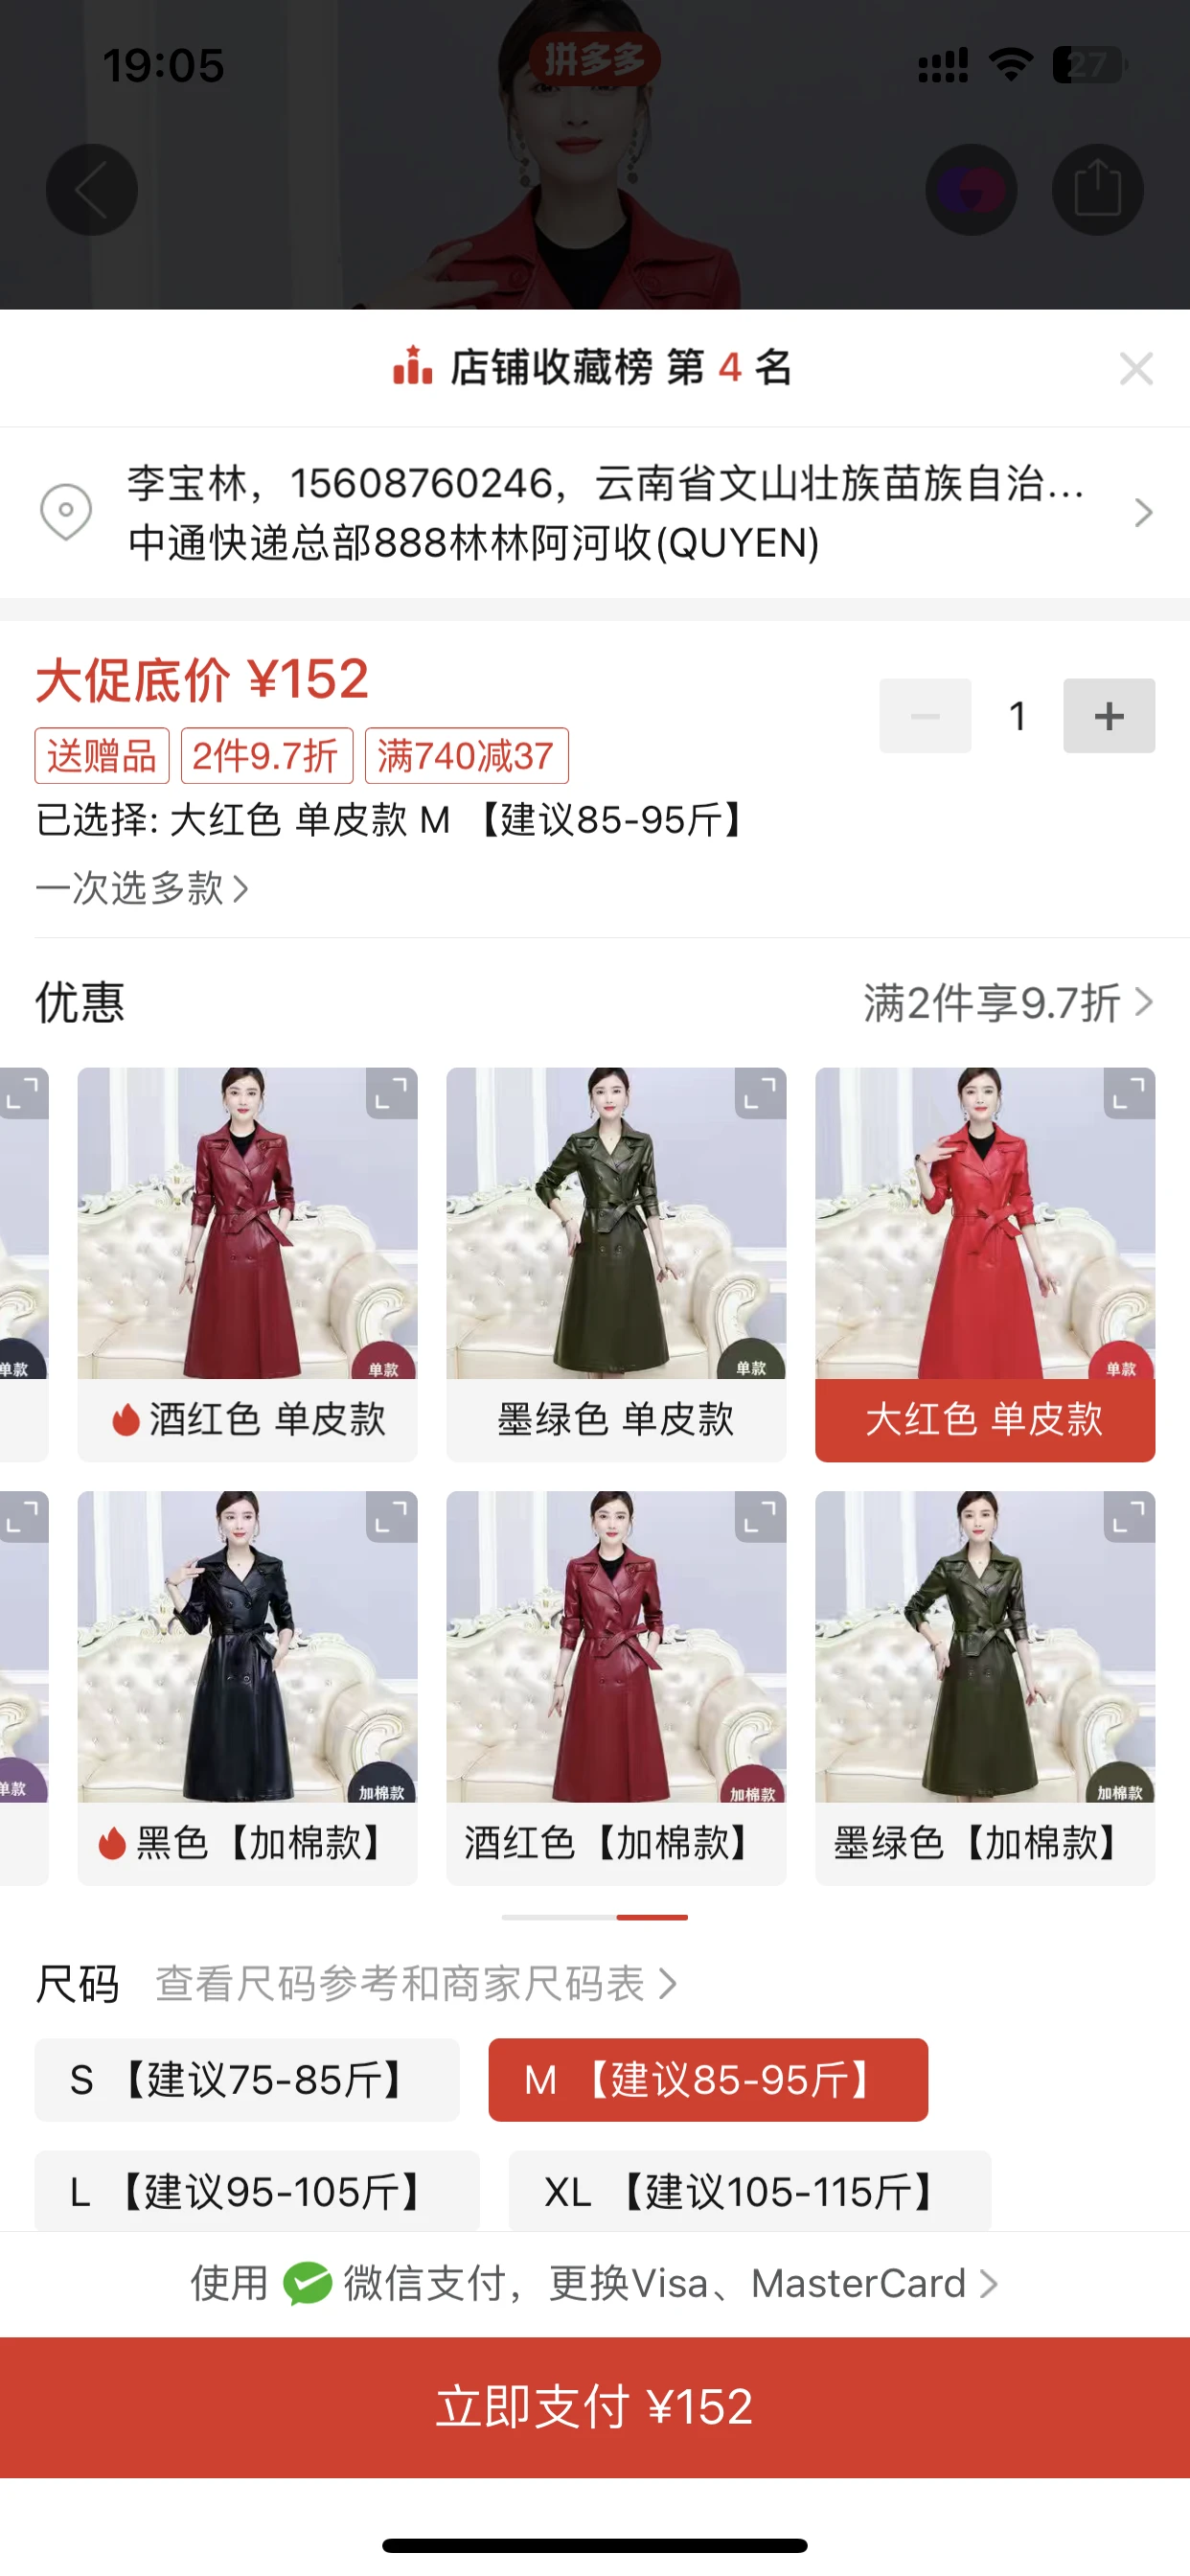 19:05
拼多多
27
店铺收藏榜 第 4 名
李宝林，15608760246，云南省文山壮族苗族自治...
中通快递总部888林林阿河收(QUYEN)
大促底价 ¥152
1
送赠品 2件9.7折 满740减37
已选择: 大红色 单皮款 M 【建议85-95斤】
一次选多款
优惠
满2件享9.7折
单款 单款 单款 单款
酒红色 单皮款 墨绿色 单皮款 大红色 单皮款
单款 加棉款 加棉款 加棉款
黑色【加棉款】 酒红色【加棉款】 墨绿色【加棉款】
尺码 查看尺码参考和商家尺码表
S 【建议75-85斤】 M 【建议85-95斤】
L 【建议95-105斤】 XL 【建议105-115斤】
使用 微信支付，更换Visa、MasterCard
立即支付 ¥152